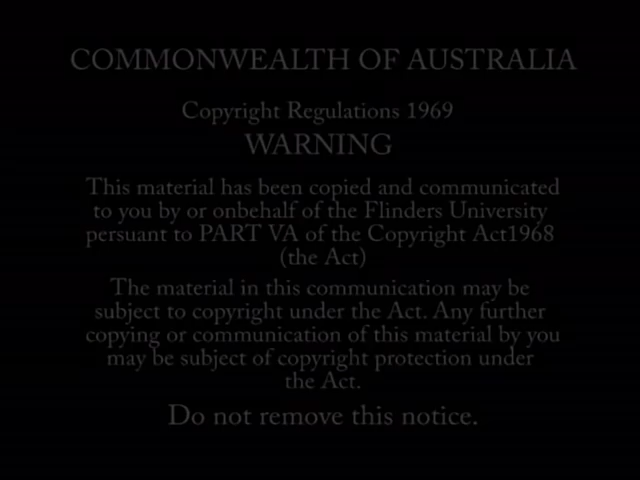 COMMONWEALTH OF AUSTRALIA
Copyright Regulations 1969
WARNING
This material has been copied and communicated
to you by or onbehalf of the Flinders University
persuant to PART VA of the Copyright Act1968
(the Act)
The material in this communication may be
subject to copyright under the Act. Any further
copying or communication of this material by you
may be subject of copyright protection under
the Act.
Do not remove this notice.